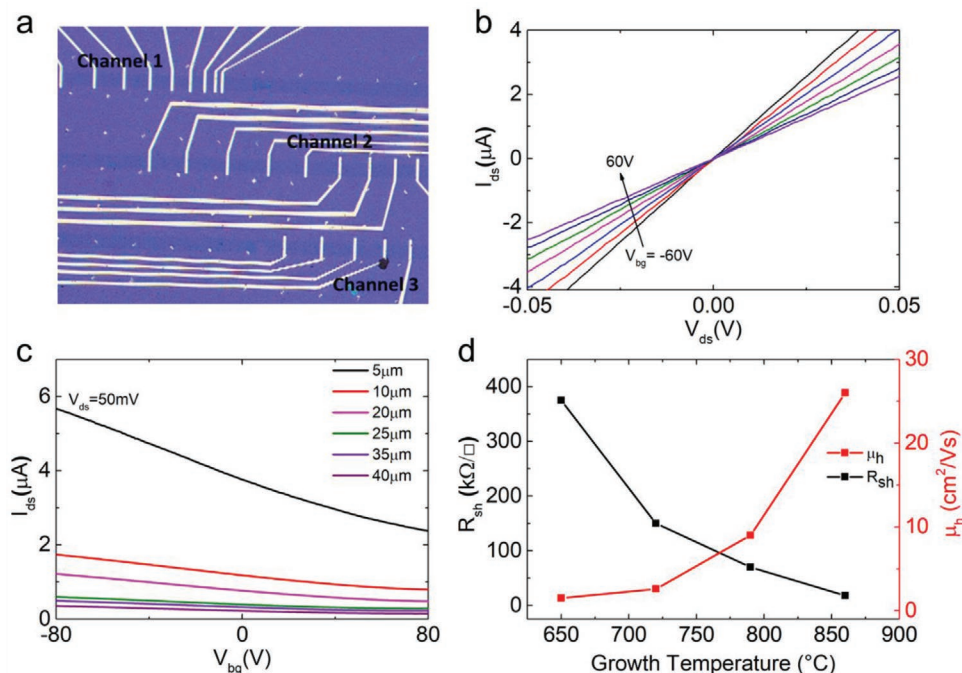 a
Channel 1
Channel 2
Channel 3
b
I_ds(μA)
4
2
0
-2
-4
60V
V_bg= -60V
-0.05
0.00
0.05
V_ds(V)
c
I_ds(μA)
6
4
2
0
V_ds=50mV
5μm
10μm
20μm
25μm
35μm
40μm
-80
0
80
V_bg(V)
d
R_sh (kΩ/□)
400
300
200
100
0
μ_h
R_sh
30
20
10
0
μ_h (cm²/Vs)
650
700
750
800
850
900
Growth Temperature (°C)